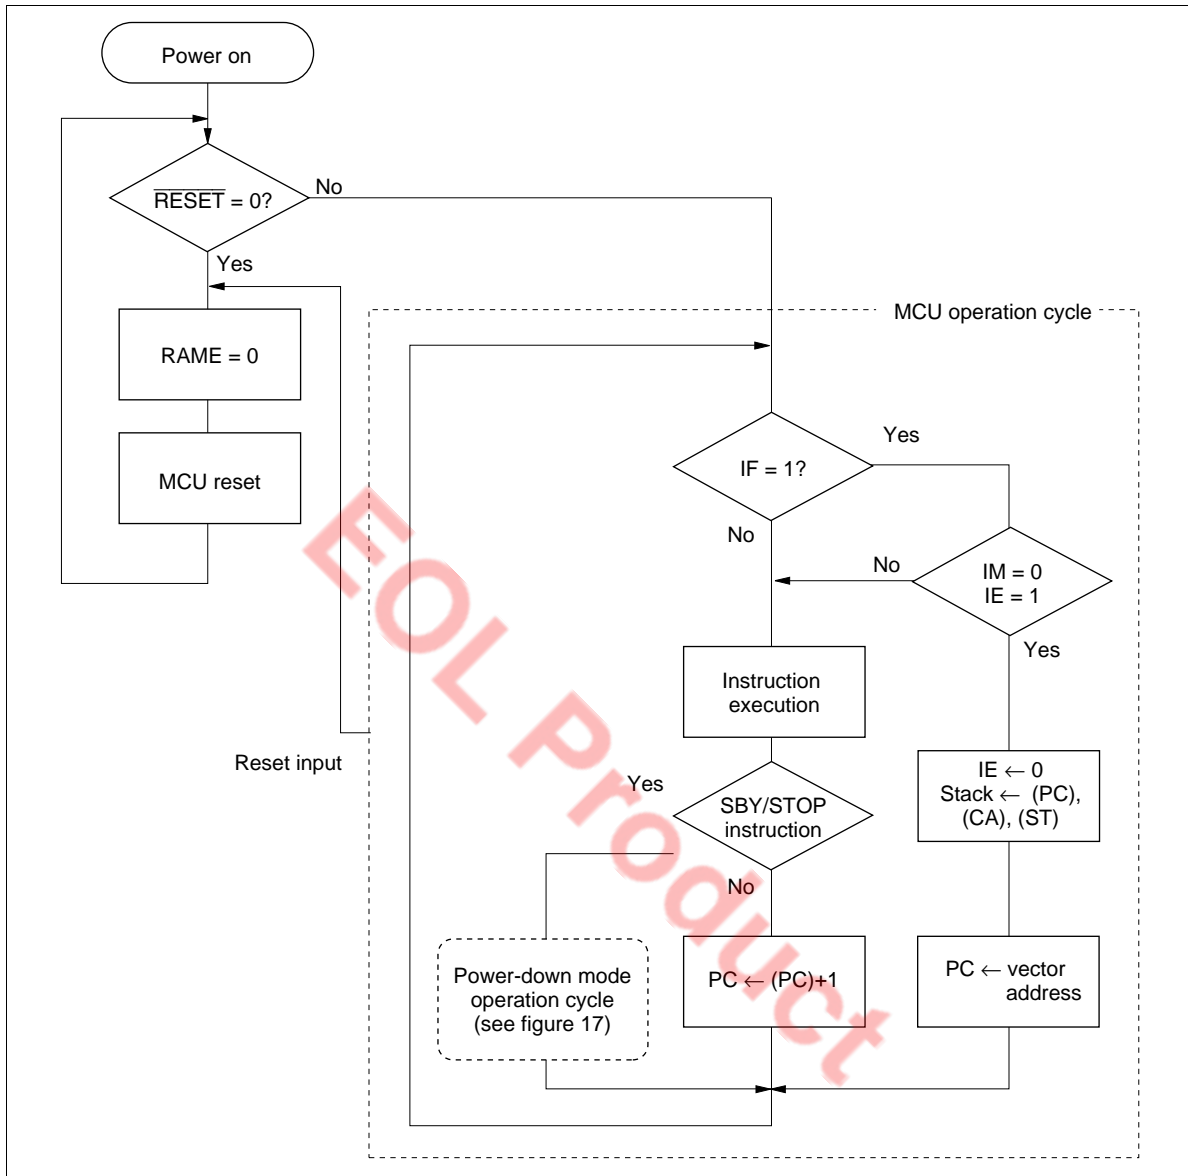 Power on
RESET = 0?
No
Yes
RAME = 0
MCU reset
Reset input
MCU operation cycle
IF = 1?
Yes
No
IM = 0
IE = 1
No
Yes
Instruction
execution
SBY/STOP
instruction
Yes
No
IE ← 0
Stack ← (PC),
(CA), (ST)
Power-down mode
operation cycle
(see figure 17)
PC ← (PC)+1
PC ← vector
address
EOL Product